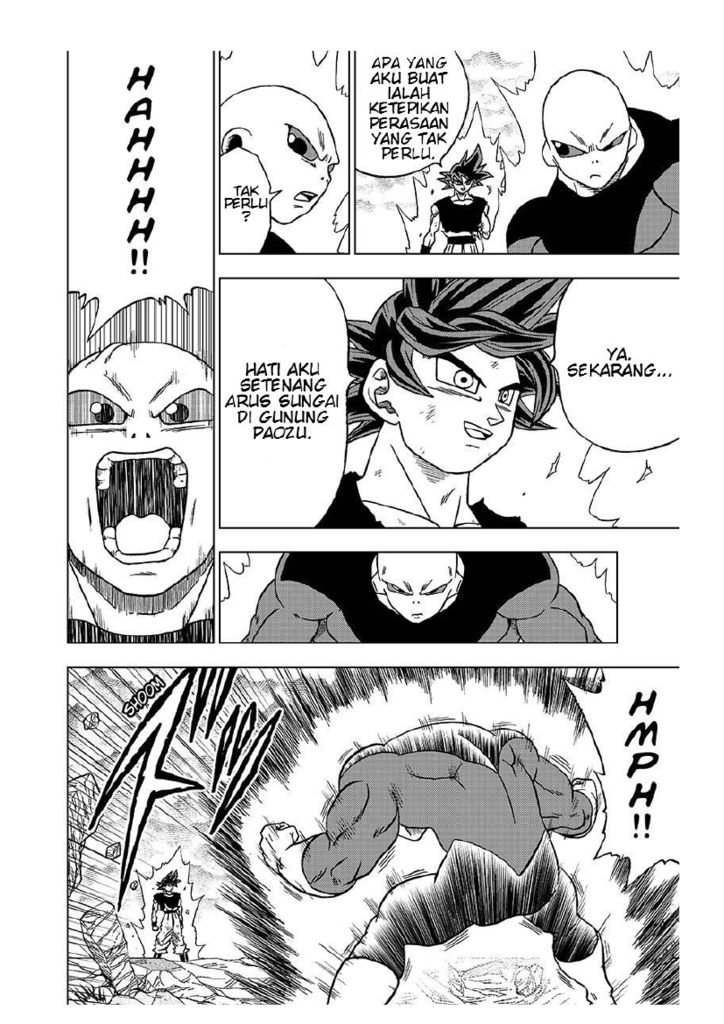 APA YANG
AKU BUAT
IALAH
KETEPIKAN
PERASAAN
YANG TAK
PERLU.
TAK
PERLU
?
YA.
SEKARANG...
HATI AKU
SETENANG
ARUS SUNGAI
DI GUNUNG
PAOZU.
HAHHHH!!
HMPH!!
SHOOM